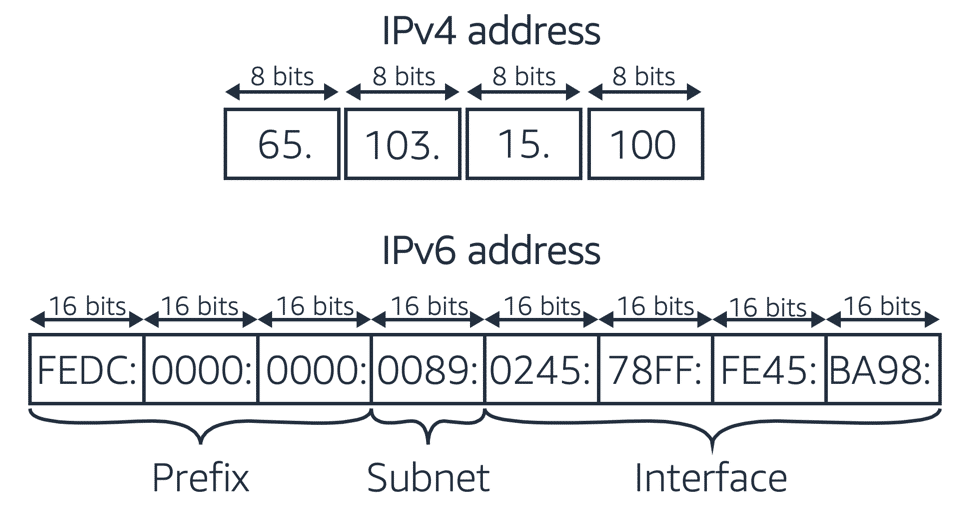 IPv4 address
8 bits 8 bits 8 bits 8 bits
65. 103. 15. 100
IPv6 address
16 bits 16 bits 16 bits 16 bits 16 bits 16 bits 16 bits 16 bits
FEDC: 0000: 0000: 0089: 0245: 78FF: FE45: BA98:
Prefix Subnet Interface